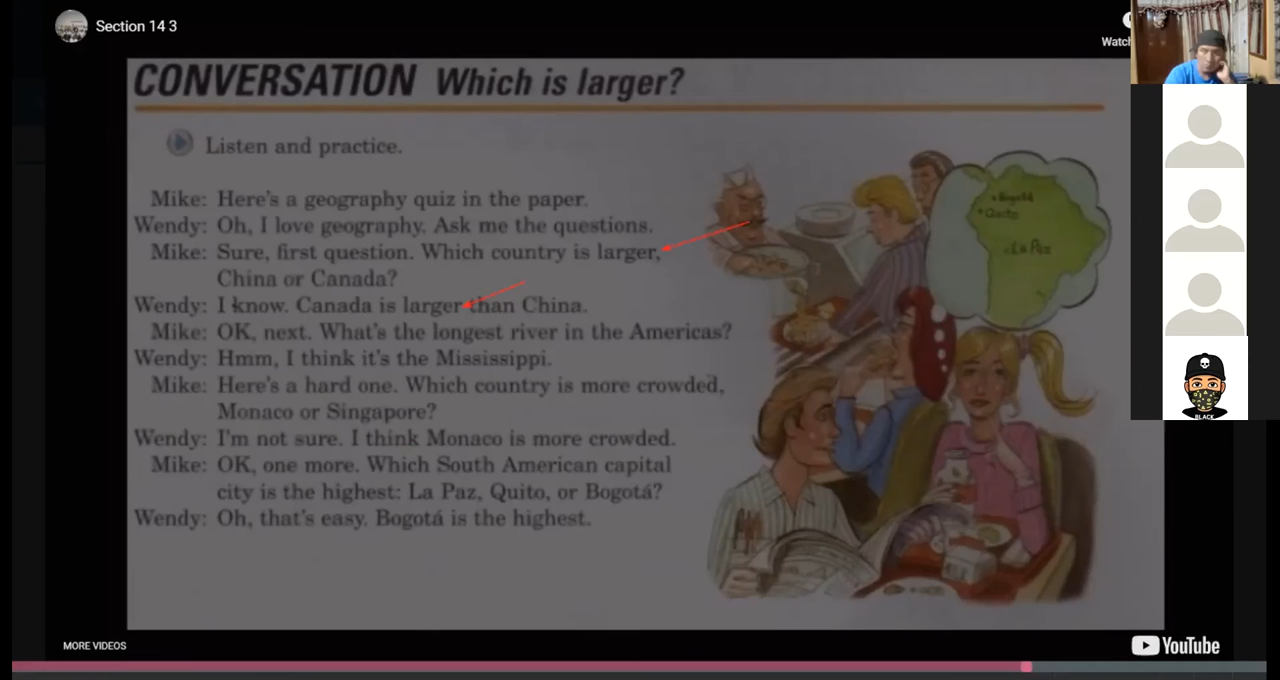 Section 14 3
Watch
CONVERSATION Which is larger?
Listen and practice.
Mike: Here's a geography quiz in the paper.
Wendy: Oh, I love geography. Ask me the questions.
Mike: Sure, first question. Which country is larger,
China or Canada?
Wendy: I know. Canada is larger than China.
Mike: OK, next. What's the longest river in the Americas?
Wendy: Hmm, I think it's the Mississippi.
Mike: Here's a hard one. Which country is more crowded,
Monaco or Singapore?
Wendy: I'm not sure. I think Monaco is more crowded.
Mike: OK, one more. Which South American capital
city is the highest: La Paz, Quito, or Bogotá?
Wendy: Oh, that's easy. Bogotá is the highest.
Bogotá
Quito
La Paz
BLACK
MORE VIDEOS
YouTube